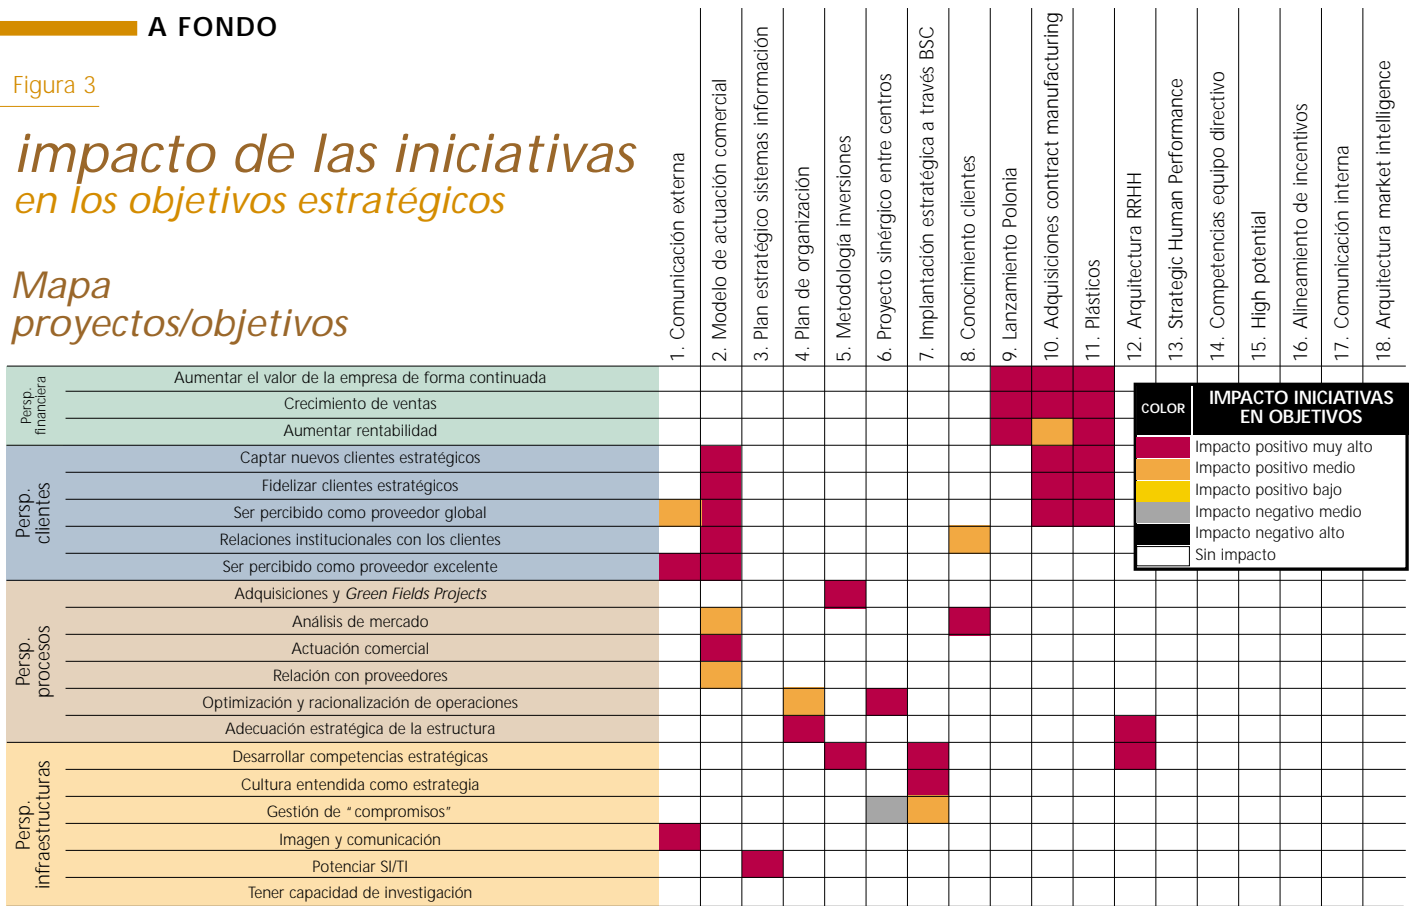 A FONDO
Figura 3
impacto de las iniciativas
en los objetivos estratégicos
Mapa
proyectos/objetivos
1. Comunicación externa
2. Modelo de actuación comercial
3. Plan estratégico sistemas información
4. Plan de organización
5. Metodología inversiones
6. Proyecto sinérgico entre centros
7. Implantación estratégica a través BSC
8. Conocimiento clientes
9. Lanzamiento Polonia
10. Adquisiciones contract manufacturing
11. Plásticos
12. Arquitectura RRHH
13. Strategic Human Performance
14. Competencias equipo directivo
15. High potential
16. Alineamiento de incentivos
17. Comunicación interna
18. Arquitectura market intelligence
Persp.
financiera
Aumentar el valor de la empresa de forma continuada
Crecimiento de ventas
Aumentar rentabilidad
Persp.
clientes
Captar nuevos clientes estratégicos
Fidelizar clientes estratégicos
Ser percibido como proveedor global
Relaciones institucionales con los clientes
Ser percibido como proveedor excelente
Persp.
procesos
Adquisiciones y Green Fields Projects
Análisis de mercado
Actuación comercial
Relación con proveedores
Optimización y racionalización de operaciones
Adecuación estratégica de la estructura
Persp.
infraestructuras
Desarrollar competencias estratégicas
Cultura entendida como estrategia
Gestión de “compromisos”
Imagen y comunicación
Potenciar SI/TI
Tener capacidad de investigación
COLOR
IMPACTO INICIATIVAS
EN OBJETIVOS
Impacto positivo muy alto
Impacto positivo medio
Impacto positivo bajo
Impacto negativo medio
Impacto negativo alto
Sin impacto